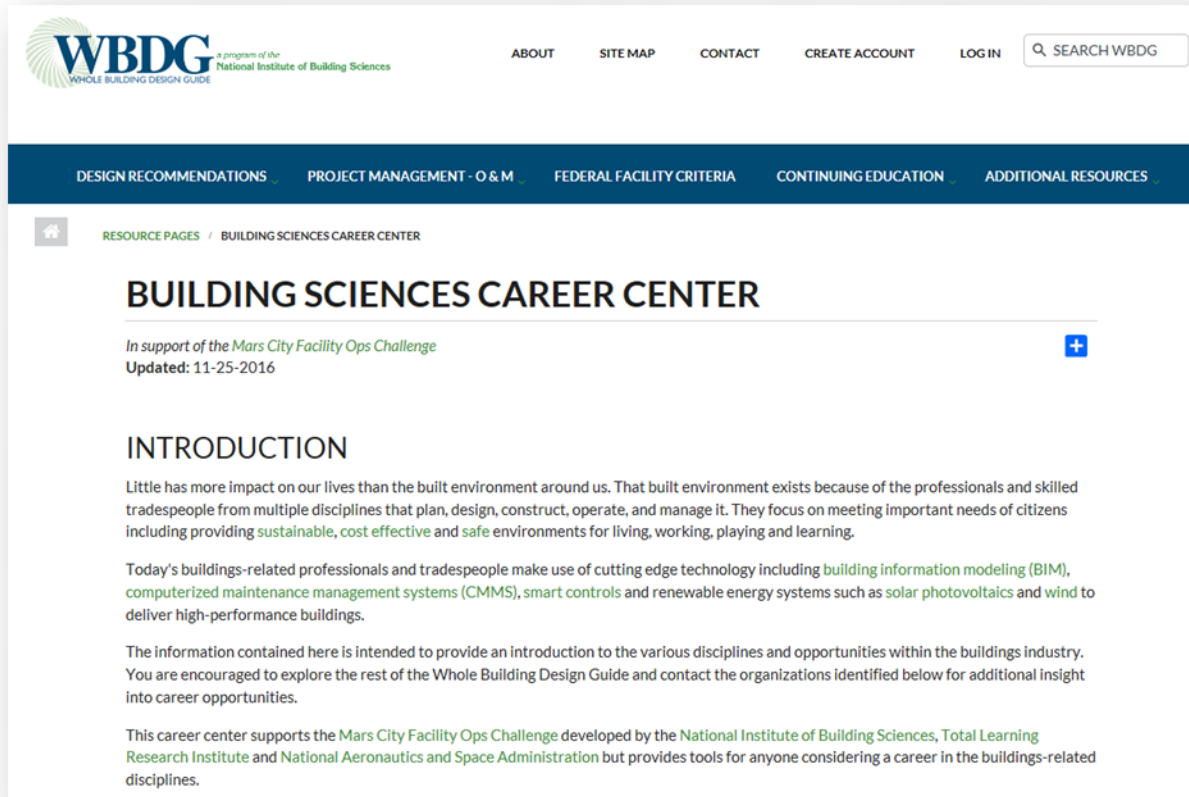 WBDG a program of the
National Institute of Building Sciences
WHOLE BUILDING DESIGN GUIDE
ABOUT SITE MAP CONTACT CREATE ACCOUNT LOG IN SEARCH WBDG
DESIGN RECOMMENDATIONS PROJECT MANAGEMENT - O & M FEDERAL FACILITY CRITERIA CONTINUING EDUCATION ADDITIONAL RESOURCES
RESOURCE PAGES / BUILDING SCIENCES CAREER CENTER
BUILDING SCIENCES CAREER CENTER
In support of the Mars City Facility Ops Challenge
Updated: 11-25-2016
INTRODUCTION
Little has more impact on our lives than the built environment around us. That built environment exists because of the professionals and skilled
tradespeople from multiple disciplines that plan, design, construct, operate, and manage it. They focus on meeting important needs of citizens
including providing sustainable, cost effective and safe environments for living, working, playing and learning.
Today's buildings-related professionals and tradespeople make use of cutting edge technology including building information modeling (BIM),
computerized maintenance management systems (CMMS), smart controls and renewable energy systems such as solar photovoltaics and wind to
deliver high-performance buildings.
The information contained here is intended to provide an introduction to the various disciplines and opportunities within the buildings industry.
You are encouraged to explore the rest of the Whole Building Design Guide and contact the organizations identified below for additional insight
into career opportunities.
This career center supports the Mars City Facility Ops Challenge developed by the National Institute of Building Sciences, Total Learning
Research Institute and National Aeronautics and Space Administration but provides tools for anyone considering a career in the buildings-related
disciplines.